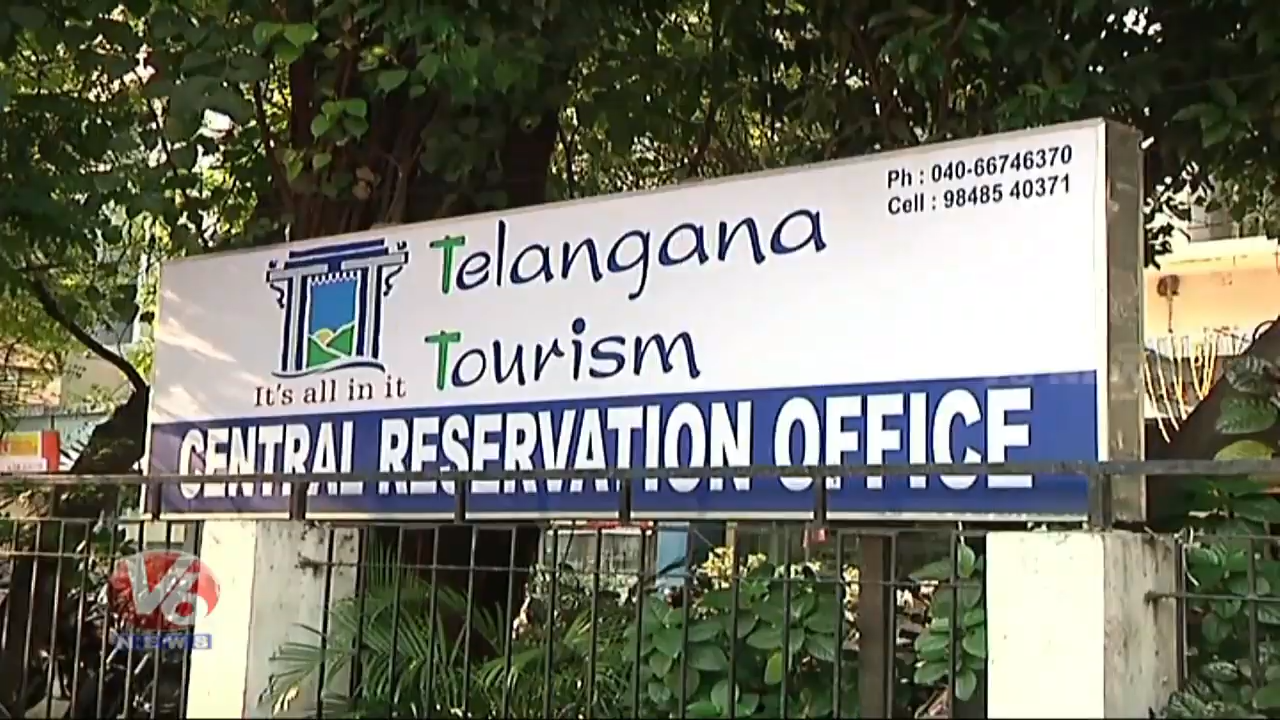 Ph : 040-66746370
Cell : 98485 40371
Telangana
Tourism
It's all in it
CENTRAL RESERVATION OFFICE
V6
NEWS